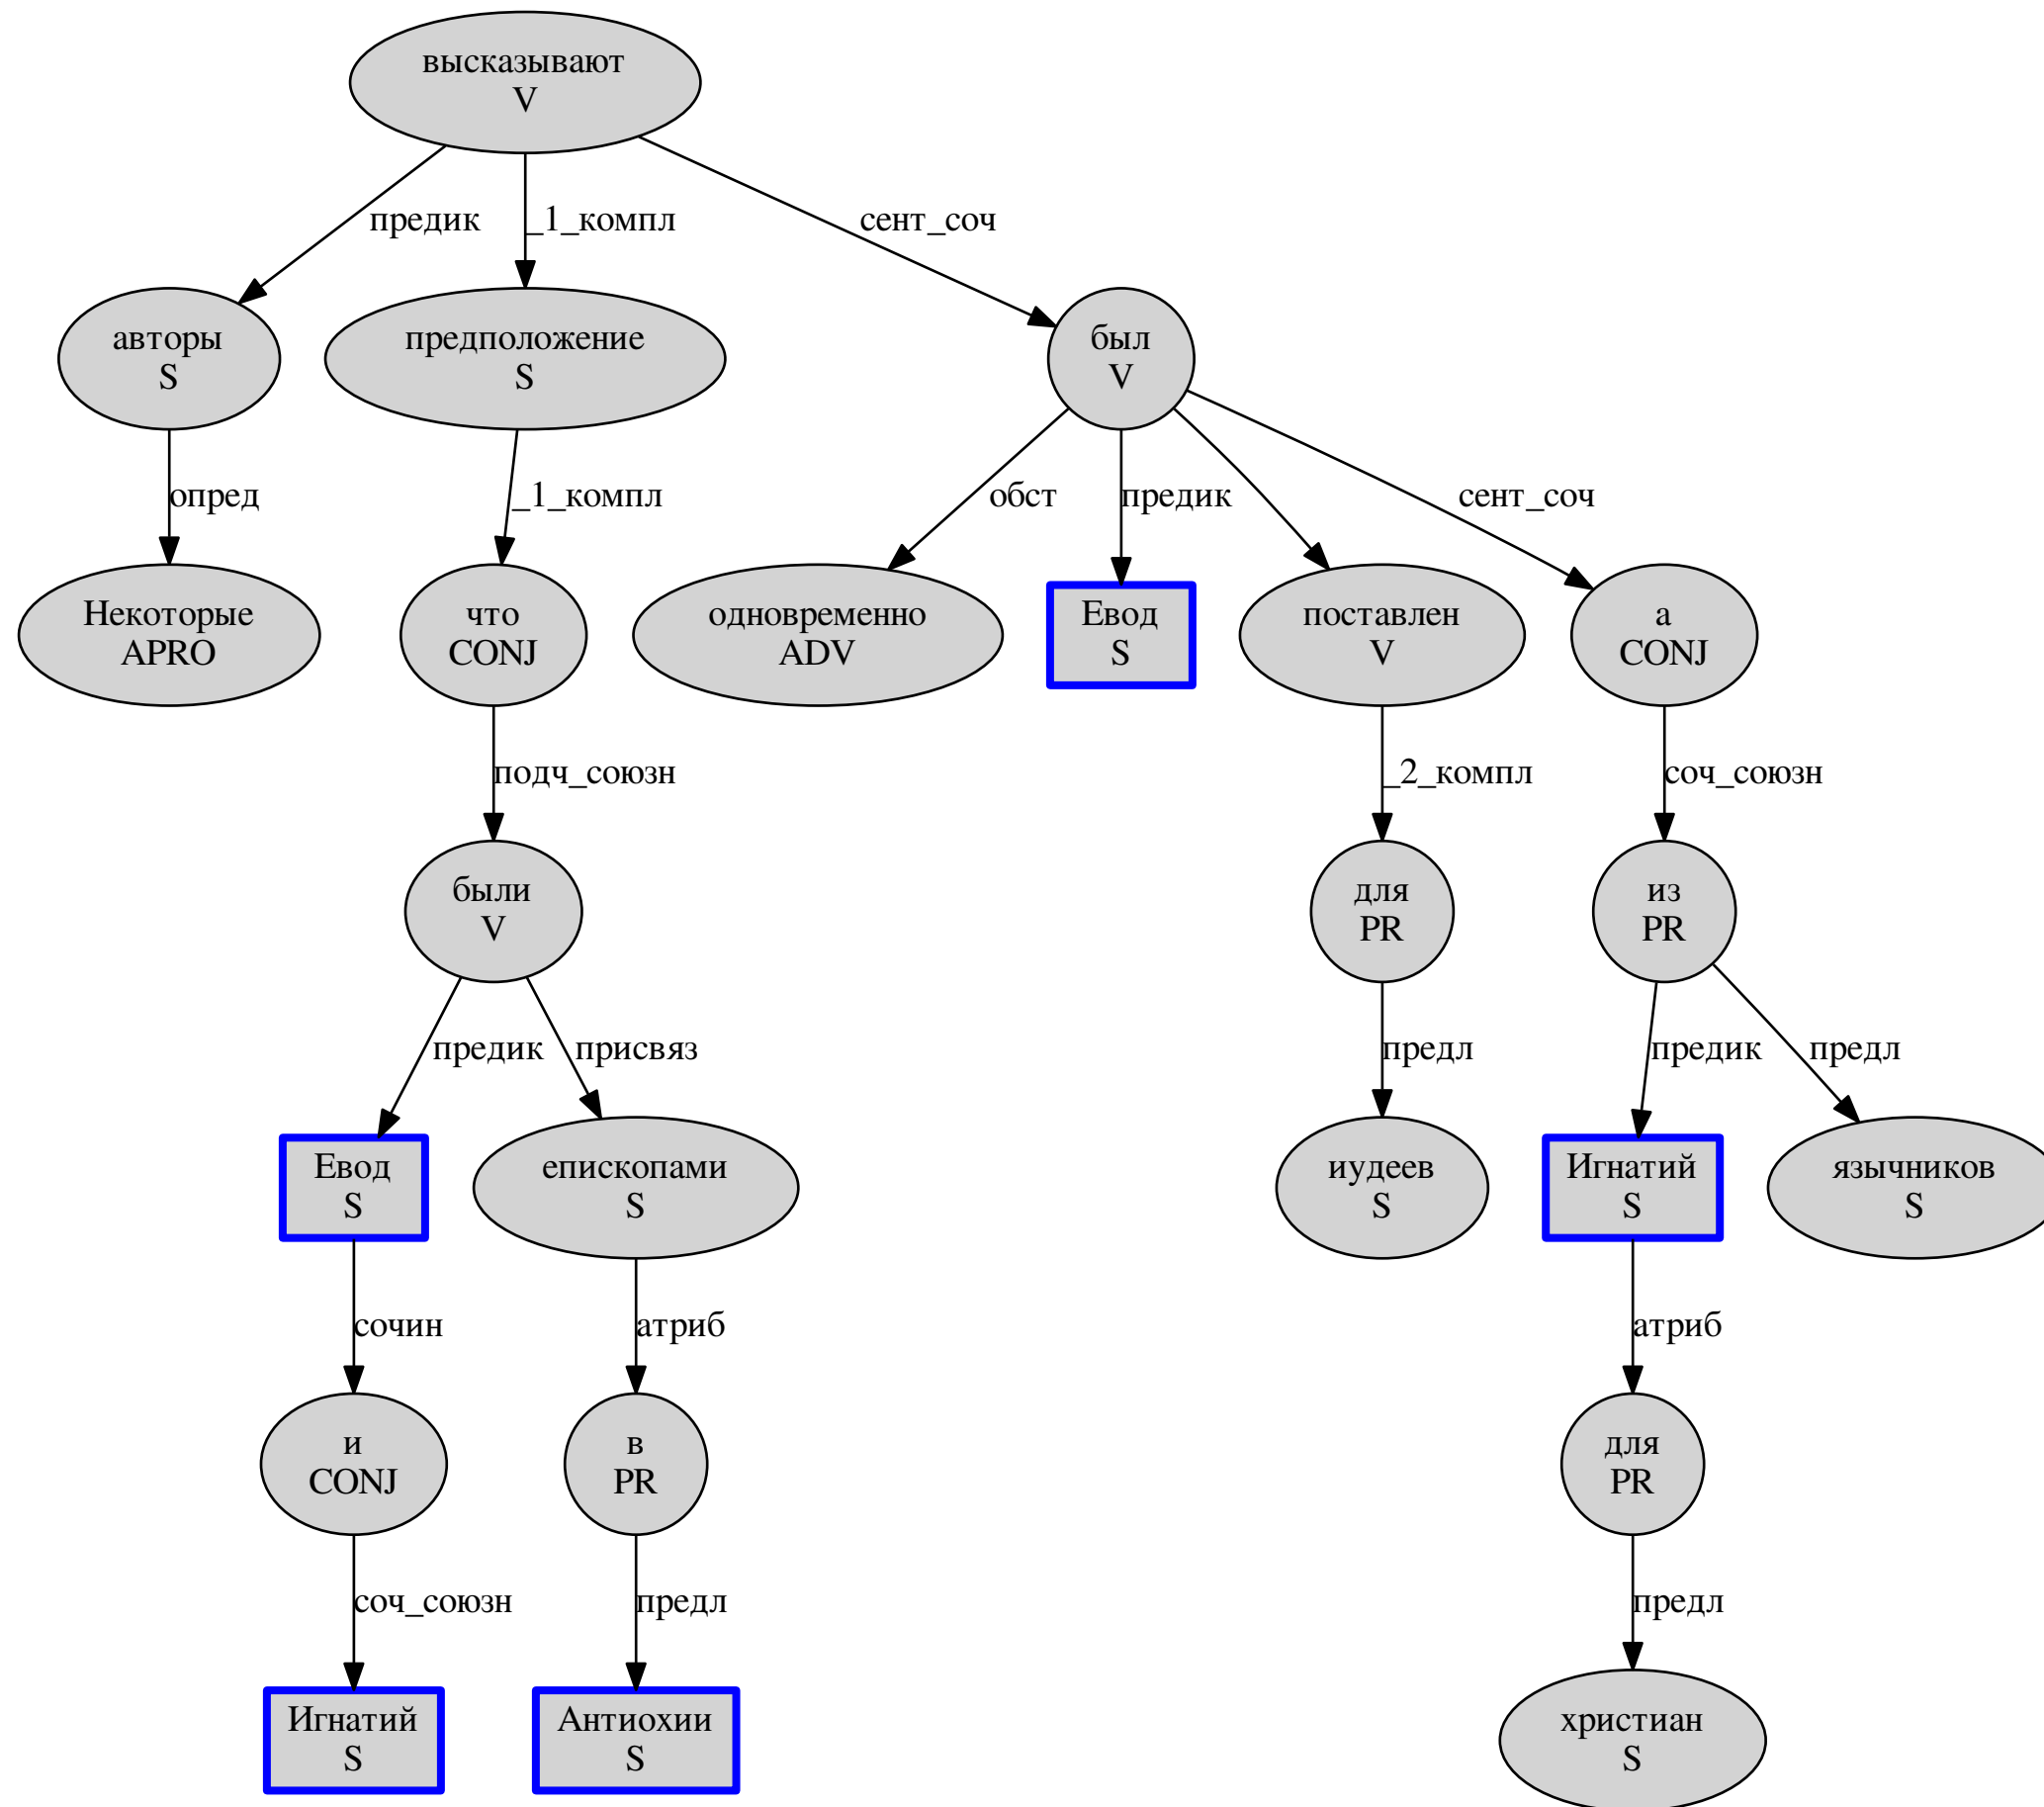 высказывают
V
предик
_1_компл
сент_соч
авторы
S
предположение
S
был
V
опред
_1_компл
обст
предик
сент_соч
Некоторые
APRO
что
CONJ
одновременно
ADV
Евод
S
поставлен
V
а
CONJ
подч_союзн
_2_компл
соч_союзн
были
V
для
PR
из
PR
предик
присвяз
предл
предик
предл
Евод
S
епископами
S
иудеев
S
Игнатий
S
язычников
S
сочин
атриб
атриб
и
CONJ
в
PR
для
PR
соч_союзн
предл
предл
Игнатий
S
Антиохии
S
христиан
S